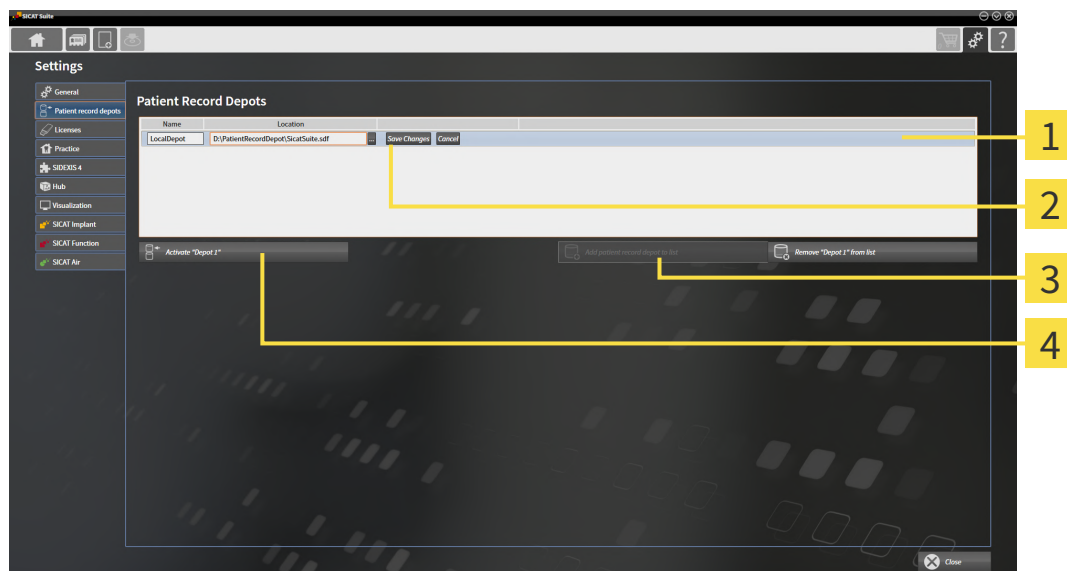 SICAT Suite
?
Settings
General
Patient record depots
Licenses
Practice
SIDEXIS 4
Hub
Visualization
SICAT Implant
SICAT Function
SICAT Air
Patient Record Depots
Name Location
LocalDepot D:\PatientRecordDepot\SicatSuite.sdf ... Save Changes Cancel
Activate "Depot 1" Add patient record depot to list Remove "Depot 1" from list
Close
1
2
3
4